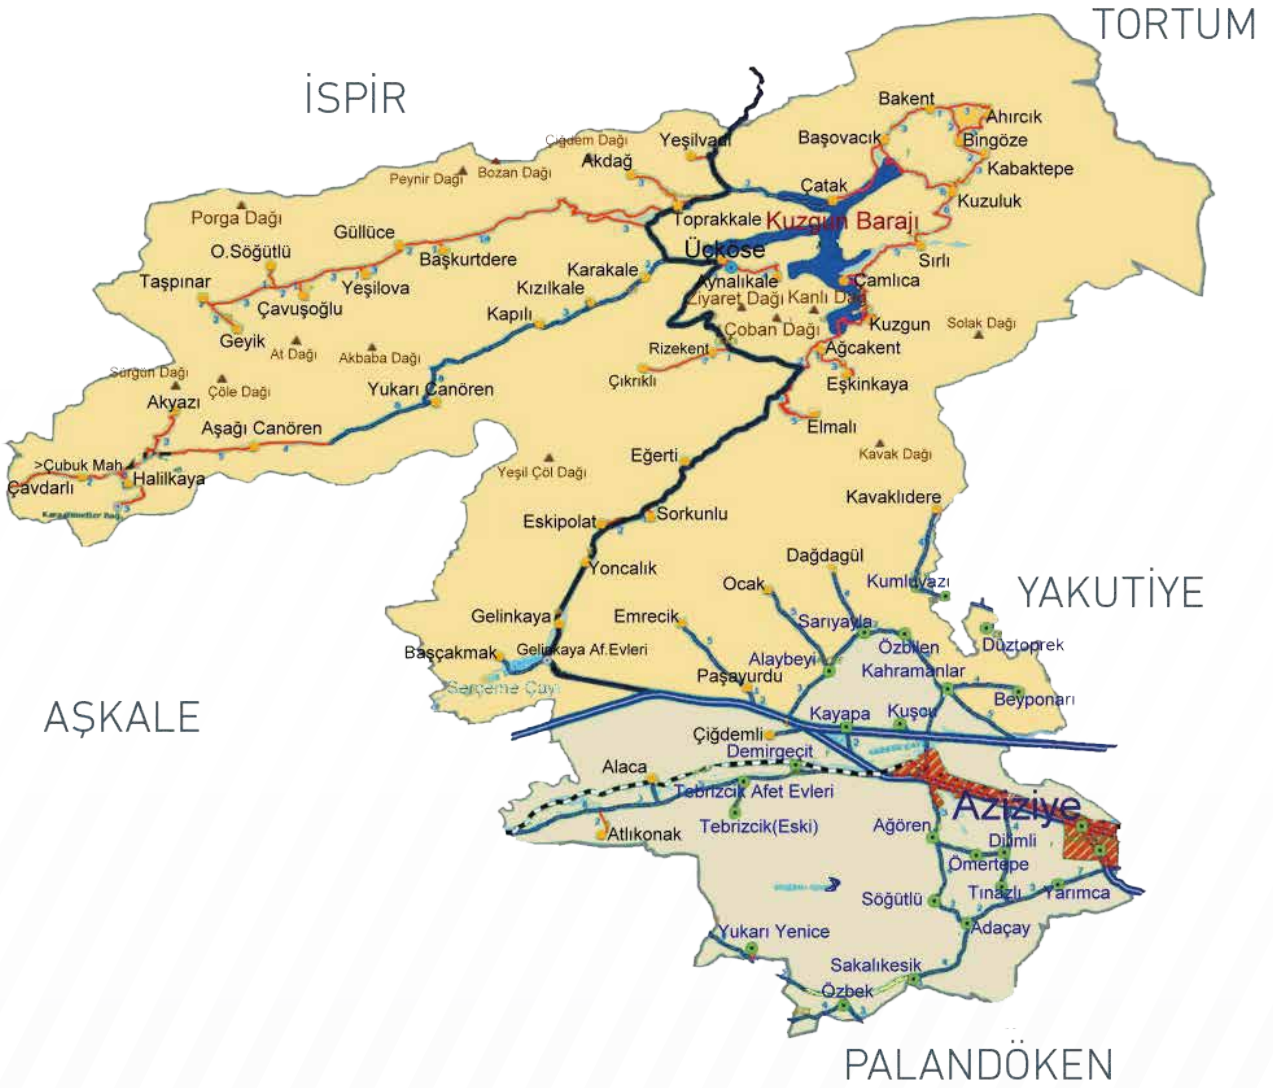 TORTUM
İSPİR
Bakent
Ahırcık
Başovacık
Bingöze
Çiğdem Dağı
Yeşilvadi
Akdağ
Kabaktepe
Peynir Dağı
Bozan Dağı
Çatak
Kuzuluk
Porga Dağı
Toprakkale
Kuzgun Barajı
Güllüce
O.Söğütlü
Başkurtdere
Üçköse
Sırlı
Karakale
Taşpınar
Yeşilova
Kızılkale
Aynalıkale
Çamlıca
Çavuşoğlu
Ziyaret Dağı
Kanlı Dağ
Kapılı
Kuzgun
Solak Dağı
Çoban Dağı
Geyik
At Dağı
Akbaba Dağı
Rizekent
Ağcakent
Sürgün Dağı
Çöle Dağı
Çıkrıklı
Eşkinkaya
Akyazı
Yukarı Canören
Aşağı Canören
Elmalı
Eğerti
Kavak Dağı
>Çubuk Mah.
Yeşil Çöl Dağı
Halilkaya
Çavdarlı
Kavaklıdere
Eskipolat
Sorkunlu
Dağdagül
Yoncalık
Ocak
Kumluyazı
YAKUTİYE
Gelinkaya
Emrecik
Sarıyayla
Özbilen
Düztoprek
Başçakmak
Gelinkaya Af.Evleri
Alaybeyi
Kahramanlar
Paşayurdu
Serçeme Çayı
Beyponarı
AŞKALE
Kayapa
Kuşçu
Çiğdemli
Demirgeçit
Alaca
Tebrizcik Afet Evleri
Aziziye
Tebrizcik(Eski)
Ağören
Atlıkonak
Dilimli
Ömertepe
Söğütlü
Tınazlı
Yarımca
Yukarı Yenice
Adaçay
Sakalıkesik
Özbek
PALANDÖKEN